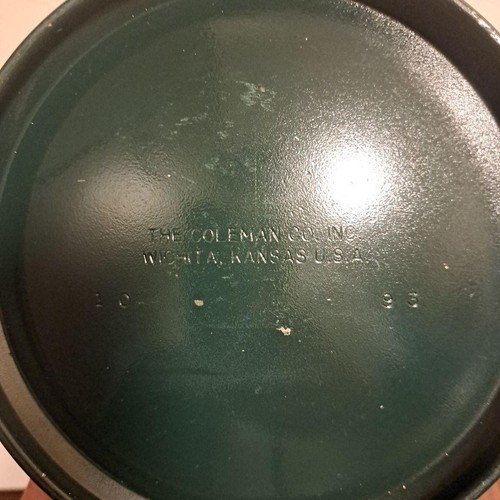 THE COLEMAN CO. INC.
WICHITA, KANSAS U.S.A.
10 93